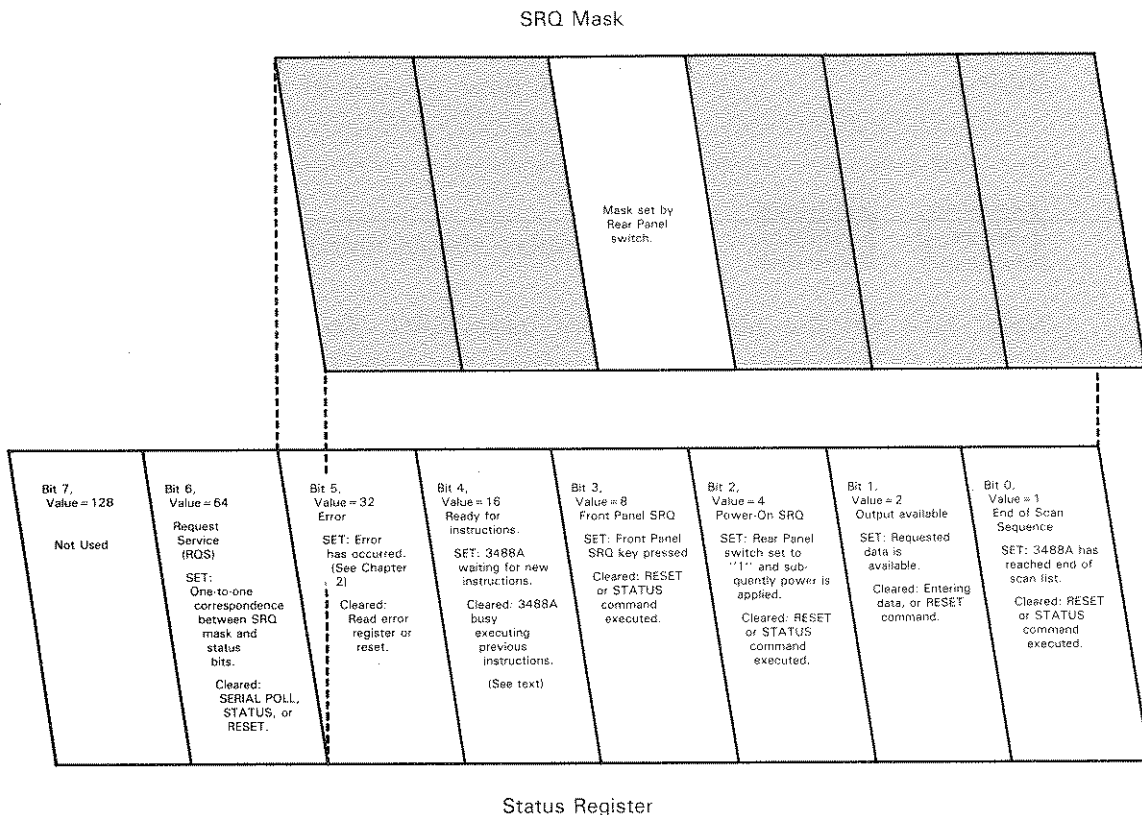 SRQ Mask
Mask set by
Rear Panel
switch.
Bit 7,
Value = 128
Not Used
Bit 6,
Value = 64
Request
Service
(RQS)
SET:
One-to-one
correspondence
between SRQ
mask and
status
bits.
Cleared:
SERIAL POLL,
STATUS, or
RESET.
Bit 5,
Value = 32
Error
SET: Error
has occurred.
(See Chapter
2)
Cleared:
Read error
register or
reset.
Bit 4,
Value = 16
Ready for
instructions.
SET: 3488A
waiting for new
instructions.
Cleared: 3488A
busy
executing
previous
instructions.
(See text)
Bit 3,
Value = 8
Front Panel SRQ
SET: Front Panel
SRQ key pressed
Cleared: RESET
or STATUS
command
executed.
Bit 2,
Value = 4
Power-On SRQ
SET: Rear Panel
switch set to
''1'' and sub-
quently power is
applied.
Cleared: RESET
or STATUS
command
executed.
Bit 1,
Value = 2
Output available
SET: Requested
data is
available.
Cleared: Entering
data, or RESET
command.
Bit 0,
Value = 1
End of Scan
Sequence
SET: 3488A has
reached end of
scan list.
Cleared: RESET
or STATUS
command
executed.
Status Register